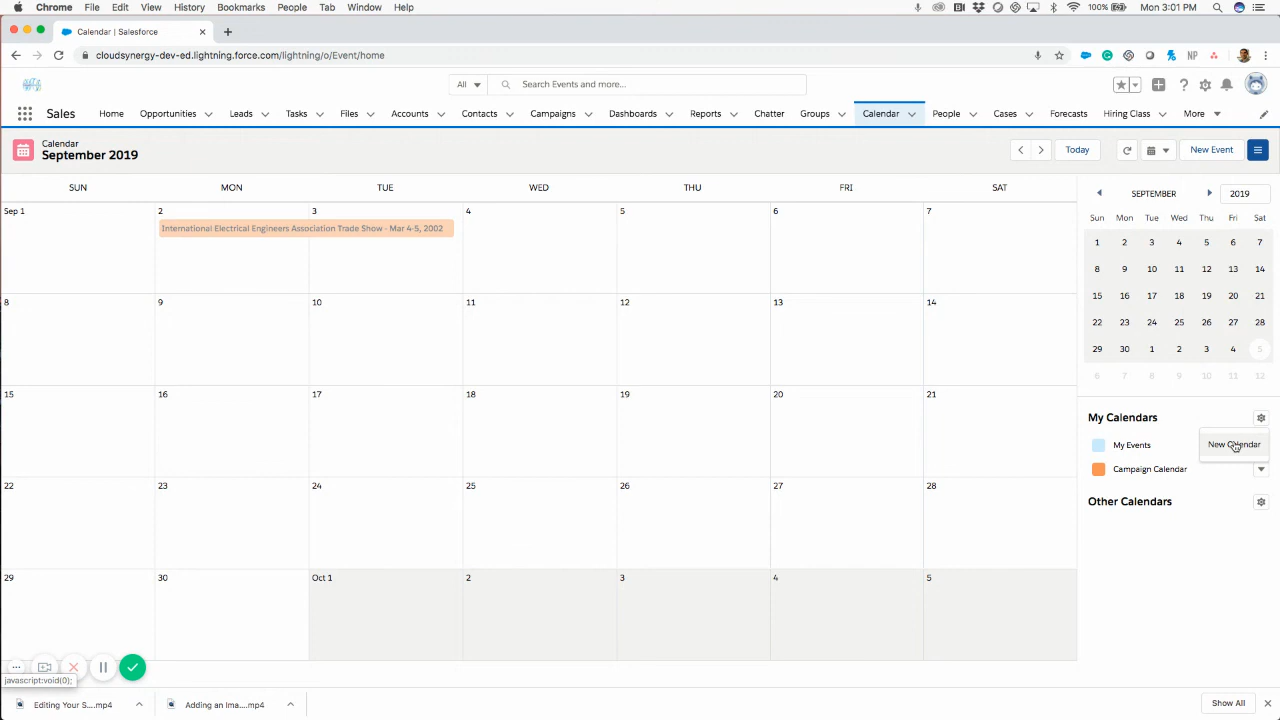 Chrome File Edit View History Bookmarks People Tab Window Help 100% Mon 3:01 PM
Calendar | Salesforce
cloudsynergy-dev-ed.lightning.force.com/lightning/o/Event/home NP
All Search Events and more...
Sales Home Opportunities Leads Tasks Files Accounts Contacts Campaigns Dashboards Reports Chatter Groups Calendar People Cases Forecasts Hiring Class More
Calendar
September 2019
Today New Event
SUN MON TUE WED THU FRI SAT
Sep 1 2 3 4 5 6 7
International Electrical Engineers Association Trade Show - Mar 4-5, 2002
8 9 10 11 12 13 14
15 16 17 18 19 20 21
22 23 24 25 26 27 28
29 30 Oct 1 2 3 4 5
SEPTEMBER 2019
Sun Mon Tue Wed Thu Fri Sat
1 2 3 4 5 6 7
8 9 10 11 12 13 14
15 16 17 18 19 20 21
22 23 24 25 26 27 28
29 30 1 2 3 4 5
6 7 8 9 10 11 12
My Calendars
My Events New Calendar
Campaign Calendar
Other Calendars
javascript:void(0);
Editing Your S....mp4 Adding an Ima....mp4 Show All